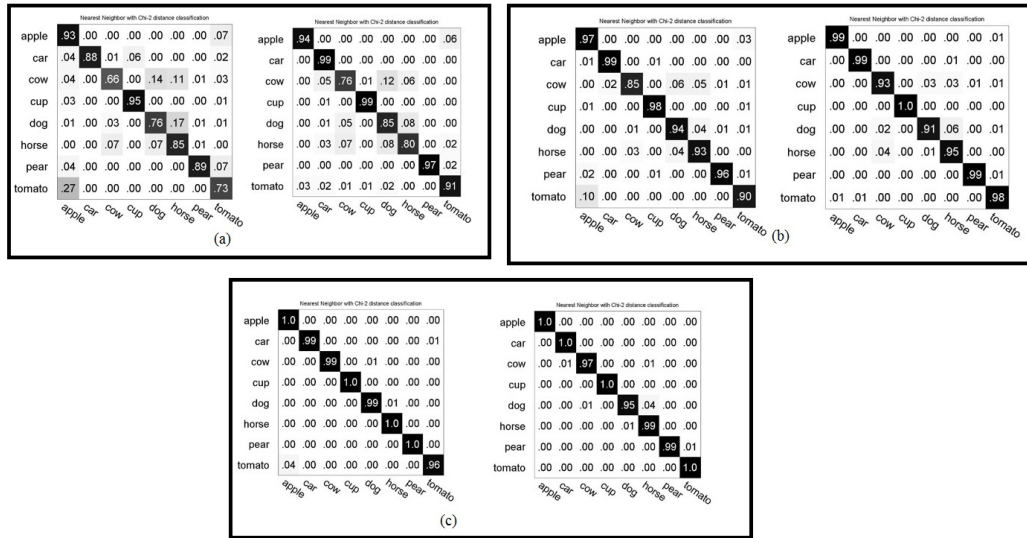 Nearest Neighbor with Chi-2 distance classification
apple .93 .00 .00 .00 .00 .00 .00 .07
car .04 .88 .01 .06 .00 .00 .00 .02
cow .04 .00 .66 .00 .14 .11 .01 .03
cup .03 .00 .00 .95 .00 .00 .00 .01
dog .01 .00 .03 .00 .76 .17 .01 .01
horse .00 .00 .07 .00 .07 .85 .01 .00
pear .04 .00 .00 .00 .00 .00 .89 .07
tomato .27 .00 .00 .00 .00 .00 .00 .73
apple car cow cup dog horse pear tomato
Nearest Neighbor with Chi-2 distance classification
apple .94 .00 .00 .00 .00 .00 .00 .06
car .00 .99 .00 .00 .00 .00 .00 .00
cow .00 .05 .76 .01 .12 .06 .00 .00
cup .00 .01 .00 .99 .00 .00 .00 .00
dog .00 .01 .05 .00 .85 .08 .00 .00
horse .00 .03 .07 .00 .08 .80 .00 .02
pear .00 .00 .00 .00 .00 .00 .97 .02
tomato .03 .02 .01 .01 .02 .00 .00 .91
apple car cow cup dog horse pear tomato
(a)
Nearest Neighbor with Chi-2 distance classification
apple .97 .00 .00 .00 .00 .00 .00 .03
car .01 .99 .00 .01 .00 .00 .00 .00
cow .00 .02 .85 .00 .06 .05 .01 .01
cup .01 .00 .00 .98 .00 .00 .00 .01
dog .00 .00 .01 .00 .94 .04 .01 .01
horse .00 .00 .03 .00 .04 .93 .00 .00
pear .02 .00 .00 .01 .00 .00 .96 .01
tomato .10 .00 .00 .00 .00 .00 .00 .90
apple car cow cup dog horse pear tomato
Nearest Neighbor with Chi-2 distance classification
apple .99 .00 .00 .00 .00 .00 .00 .01
car .00 .99 .00 .00 .00 .01 .00 .00
cow .00 .00 .93 .00 .03 .03 .01 .01
cup .00 .00 .00 1.0 .00 .00 .00 .00
dog .00 .00 .02 .00 .91 .06 .00 .01
horse .00 .00 .04 .00 .01 .95 .00 .00
pear .00 .00 .00 .00 .00 .00 .99 .01
tomato .01 .01 .00 .00 .00 .00 .00 .98
apple car cow cup dog horse pear tomato
(b)
Nearest Neighbor with Chi-2 distance classification
apple 1.0 .00 .00 .00 .00 .00 .00 .00
car .00 .99 .00 .00 .00 .00 .00 .01
cow .00 .00 .99 .00 .01 .00 .00 .00
cup .00 .00 .00 1.0 .00 .00 .00 .00
dog .00 .00 .00 .00 .99 .01 .00 .00
horse .00 .00 .00 .00 .00 1.0 .00 .00
pear .00 .00 .00 .00 .00 .00 1.0 .00
tomato .04 .00 .00 .00 .00 .00 .00 .96
apple car cow cup dog horse pear tomato
Nearest Neighbor with Chi-2 distance classification
apple 1.0 .00 .00 .00 .00 .00 .00 .00
car .00 1.0 .00 .00 .00 .00 .00 .00
cow .00 .01 .97 .00 .00 .01 .00 .00
cup .00 .00 .00 1.0 .00 .00 .00 .00
dog .00 .00 .01 .00 .95 .04 .00 .00
horse .00 .00 .00 .00 .01 .99 .00 .00
pear .00 .00 .00 .00 .00 .00 .99 .01
tomato .00 .00 .00 .00 .00 .00 .00 1.0
apple car cow cup dog horse pear tomato
(c)